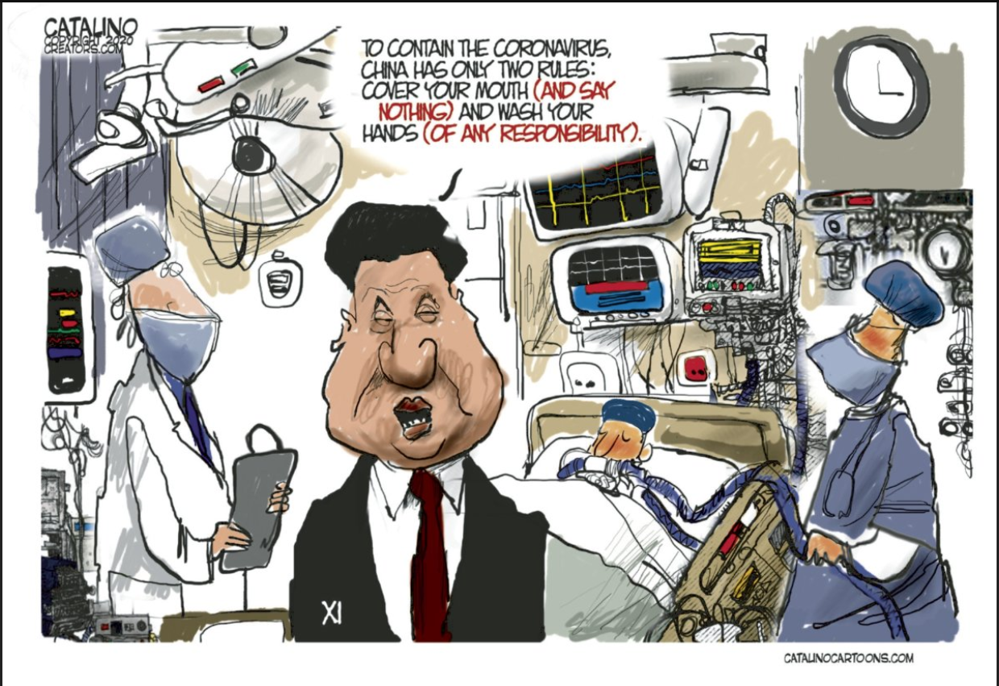 CATALINO
COPYRIGHT 2020
CREATORS.COM
TO CONTAIN THE CORONAVIRUS,
CHINA HAS ONLY TWO RULES:
COVER YOUR MOUTH (AND SAY
NOTHING) AND WASH YOUR
HANDS (OF ANY RESPONSIBILITY).
XI
CATALINOCARTOONS.COM